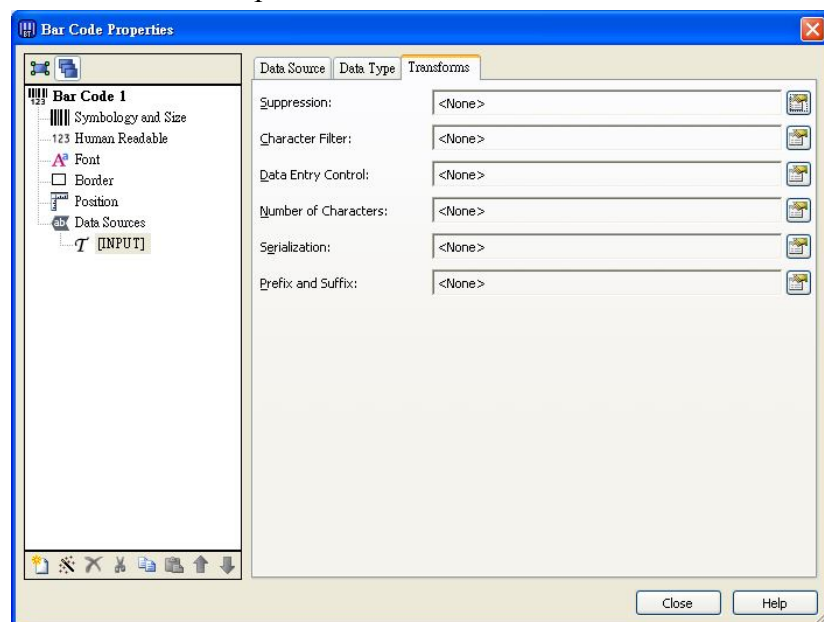 Bar Code Properties
Bar Code 1
Symbology and Size
123 Human Readable
Font
Border
Position
Data Sources
[INPUT]
Data Source Data Type Transforms
Suppression: <None>
Character Filter: <None>
Data Entry Control: <None>
Number of Characters: <None>
Serialization: <None>
Prefix and Suffix: <None>
Close Help